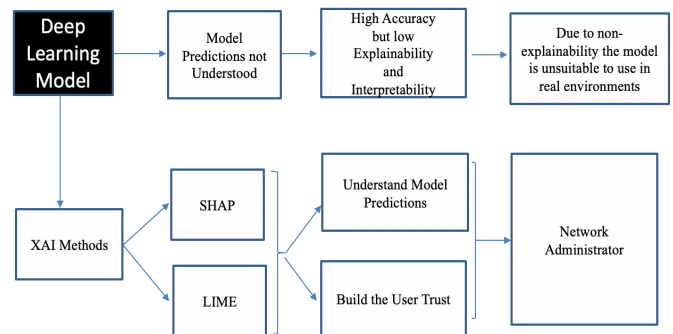 Deep
Learning
Model
Model
Predictions not
Understood
High Accuracy
but low
Explainability
and
Interpretability
Due to non-
explainability the model
is unsuitable to use in
real environments
XAI Methods
SHAP
LIME
Understand Model
Predictions
Build the User Trust
Network
Administrator